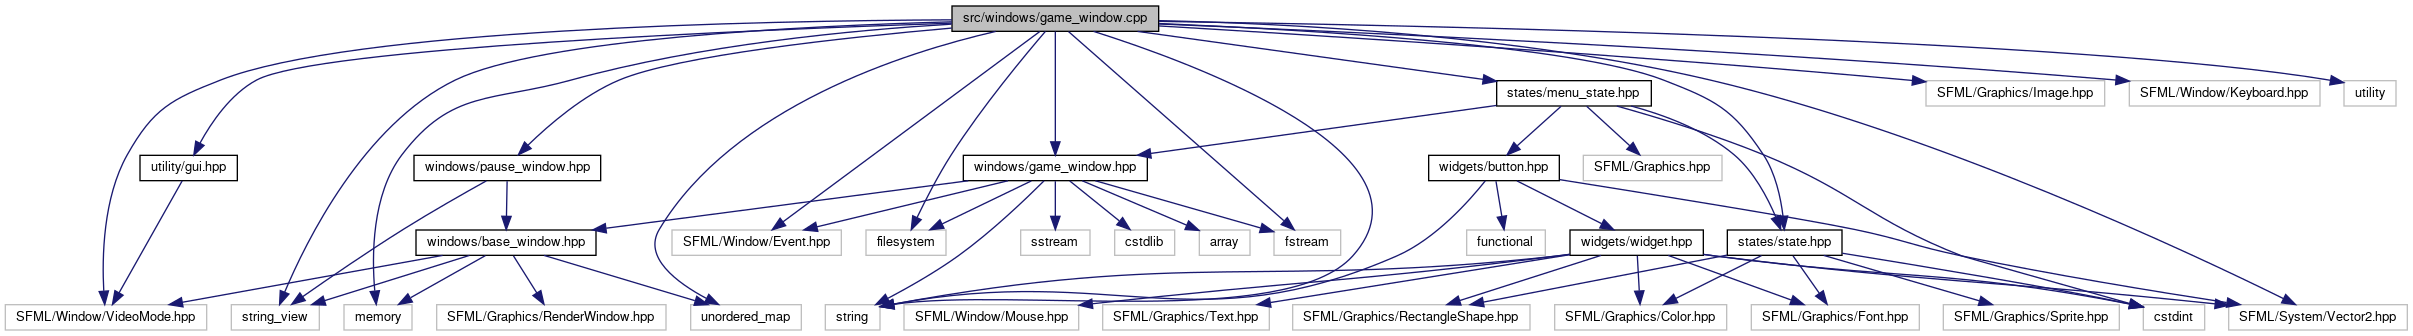 src/windows/game_window.cpp
states/menu_state.hpp
SFML/Graphics/Image.hpp
SFML/Window/Keyboard.hpp
utility
utility/gui.hpp
windows/pause_window.hpp
windows/game_window.hpp
widgets/button.hpp
SFML/Graphics.hpp
windows/base_window.hpp
SFML/Window/Event.hpp
filesystem
sstream
cstdlib
array
fstream
functional
widgets/widget.hpp
states/state.hpp
SFML/Window/VideoMode.hpp
string_view
memory
SFML/Graphics/RenderWindow.hpp
unordered_map
string
SFML/Window/Mouse.hpp
SFML/Graphics/Text.hpp
SFML/Graphics/RectangleShape.hpp
SFML/Graphics/Color.hpp
SFML/Graphics/Font.hpp
SFML/Graphics/Sprite.hpp
cstdint
SFML/System/Vector2.hpp